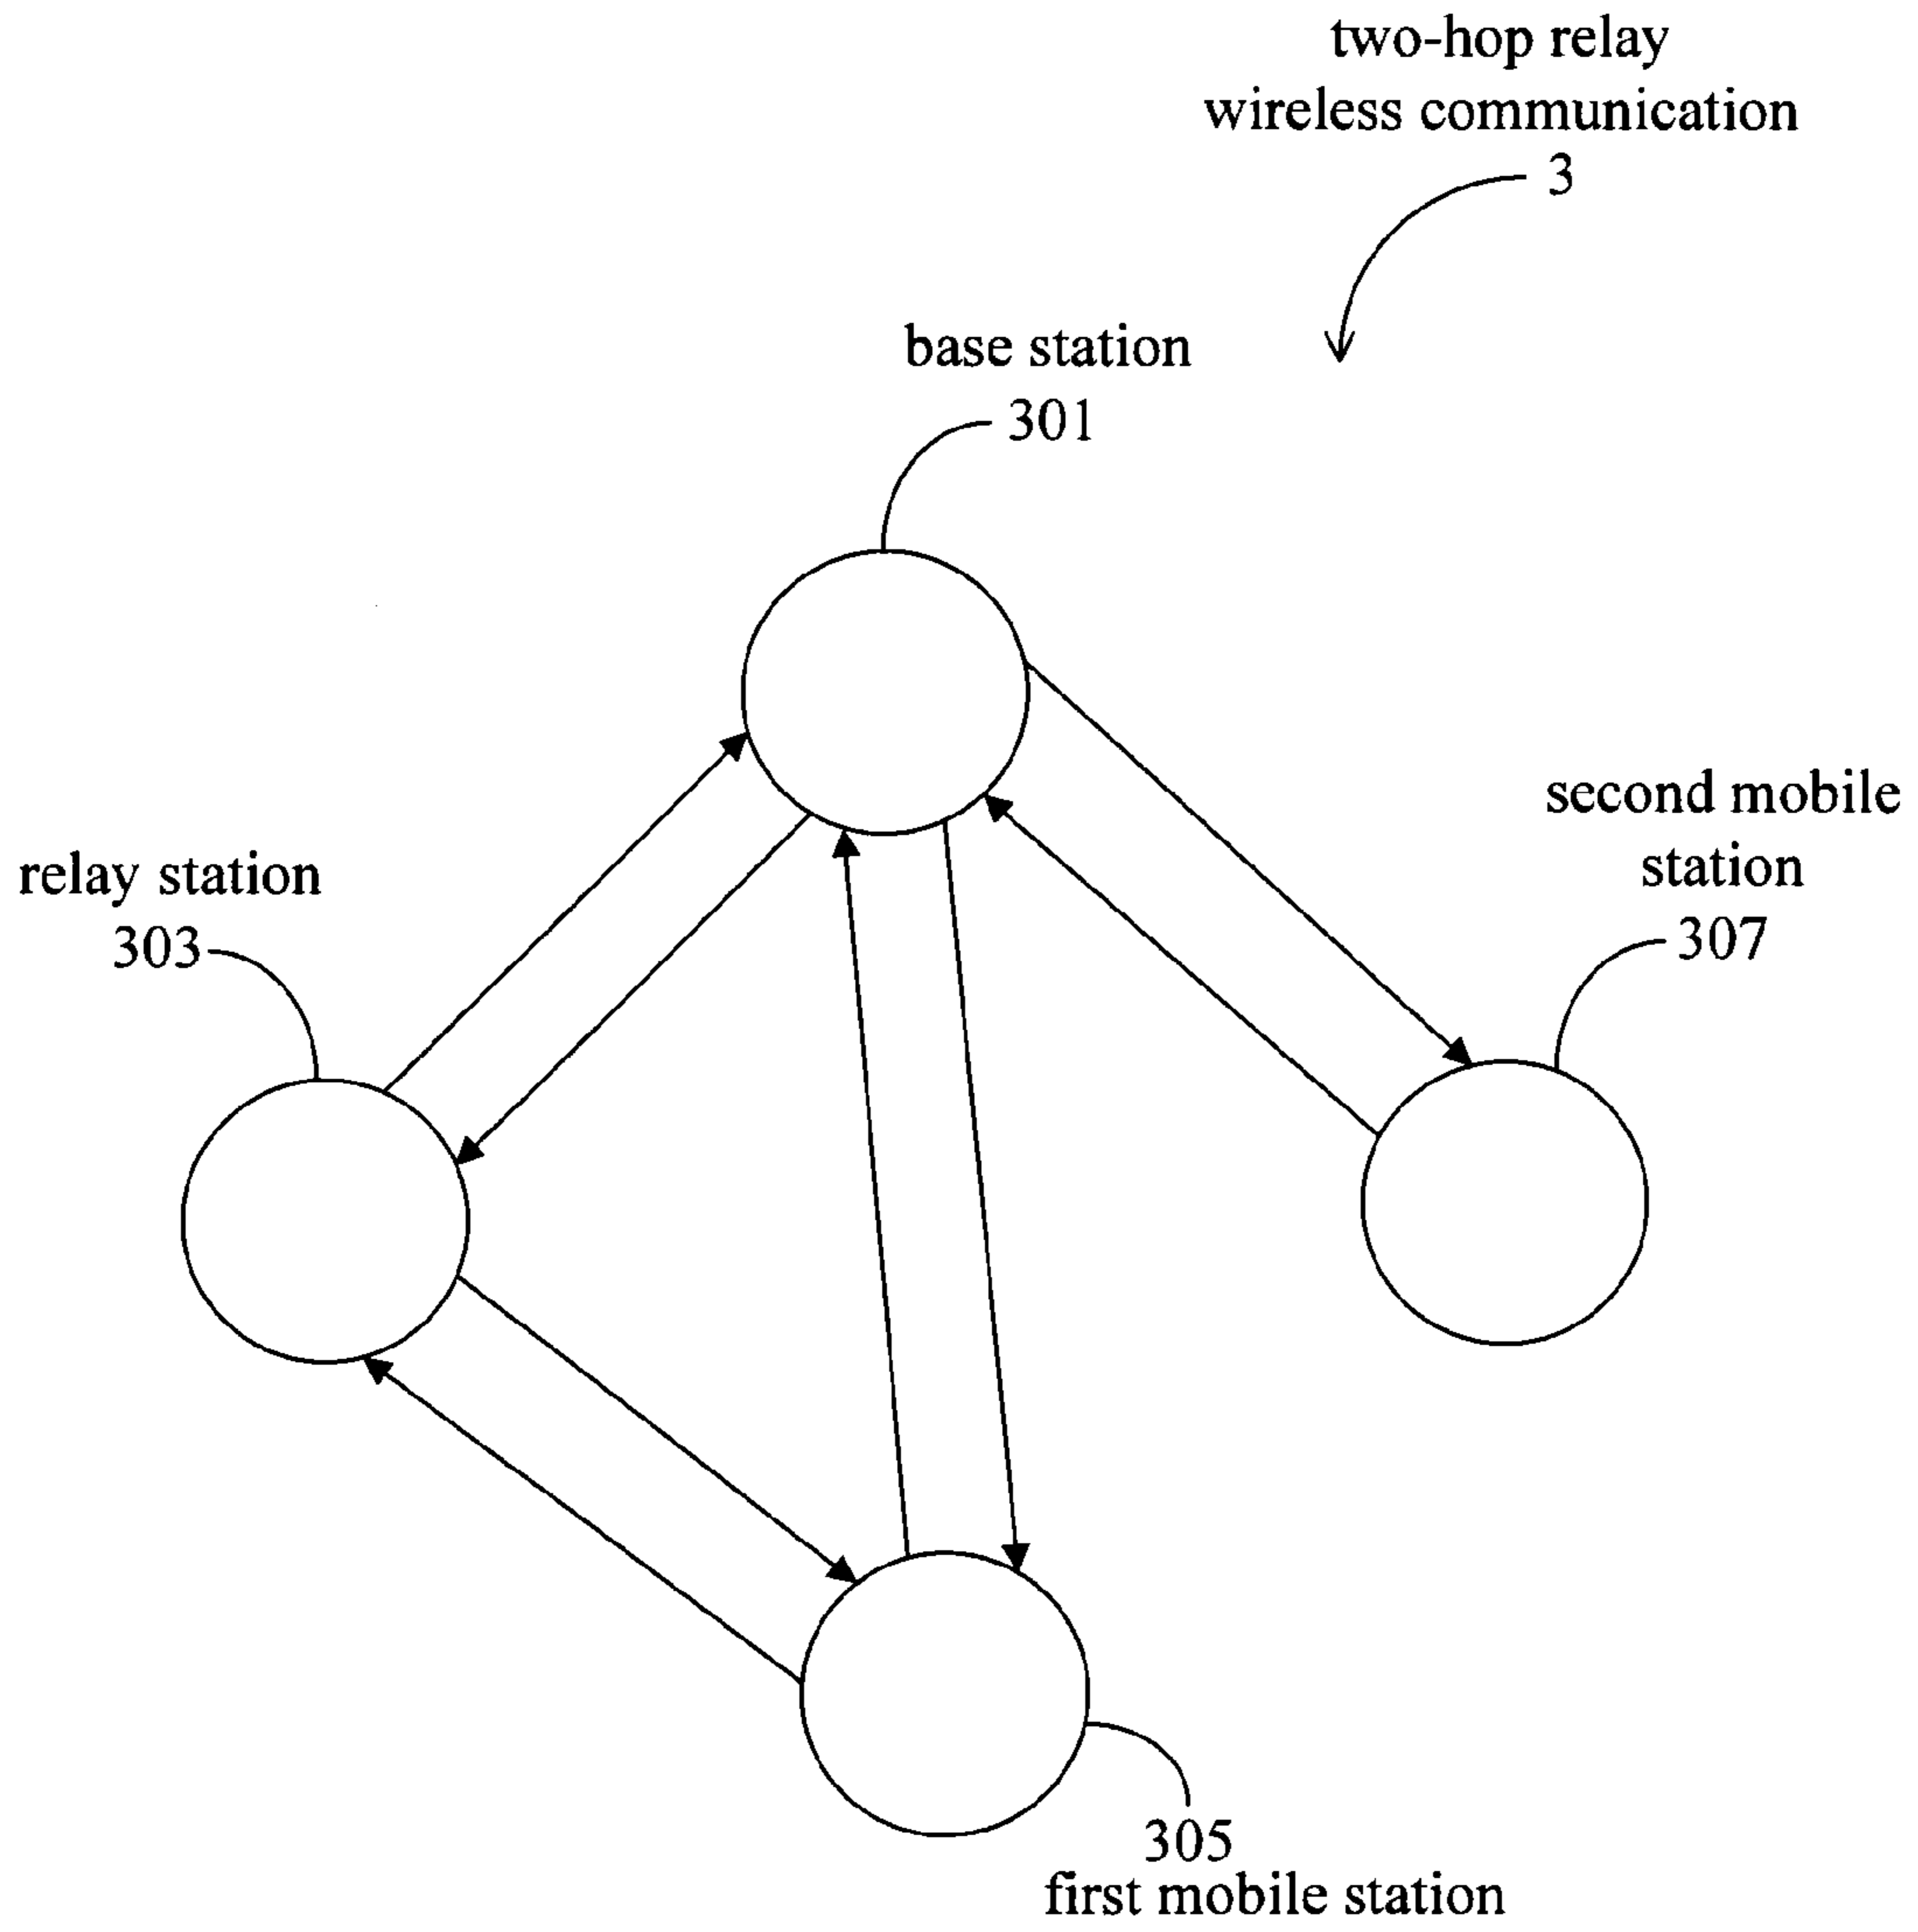 two-hop relay
wireless communication
3
base station
301
second mobile
station
307
relay station
303
305
first mobile station